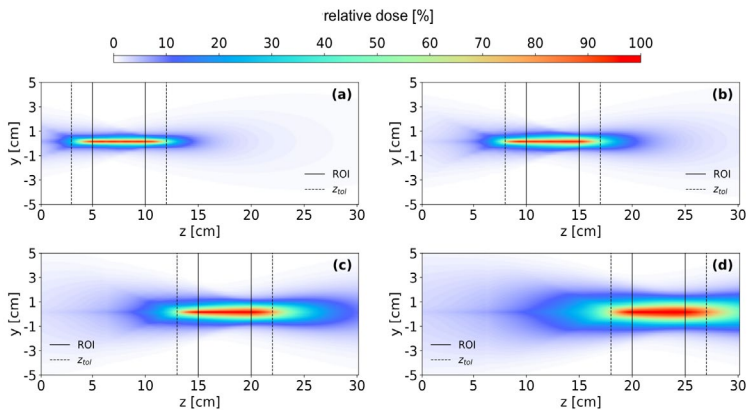 relative dose [%]
0 10 20 30 40 50 60 70 80 90 100
5
3
1
-1
-3
-5
y [cm]
(a)
ROI
z_tol
0 5 10 15 20 25 30
z [cm]
5
3
1
-1
-3
-5
y [cm]
(b)
ROI
z_tol
0 5 10 15 20 25 30
z [cm]
5
3
1
-1
-3
-5
y [cm]
(c)
ROI
z_tol
0 5 10 15 20 25 30
z [cm]
5
3
1
-1
-3
-5
y [cm]
(d)
ROI
z_tol
0 5 10 15 20 25 30
z [cm]